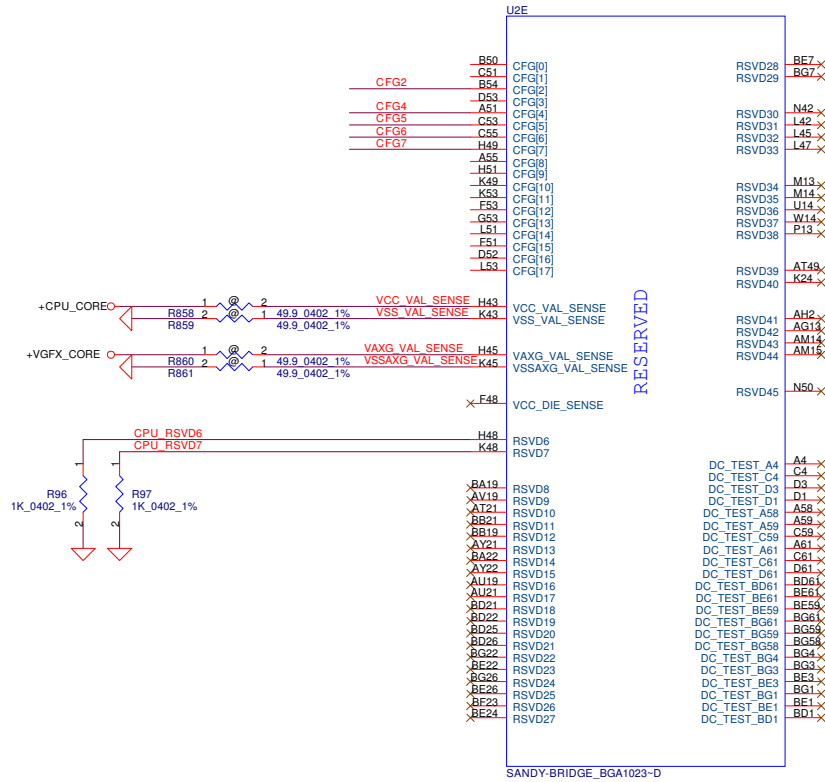 U2E
B50 CFG[0]
C51 CFG[1]
CFG2 B54 CFG[2]
D53 CFG[3]
CFG4 A51 CFG[4]
CFG5 C53 CFG[5]
CFG6 C55 CFG[6]
CFG7 H49 CFG[7]
A55 CFG[8]
H51 CFG[9]
K49 CFG[10]
K53 CFG[11]
F53 CFG[12]
G53 CFG[13]
L51 CFG[14]
F51 CFG[15]
D52 CFG[16]
L53 CFG[17]
+CPU_CORE 1 @ 2 VCC_VAL_SENSE H43 VCC_VAL_SENSE
R858 49.9_0402_1%
2 @ 1 VSS_VAL_SENSE K43 VSS_VAL_SENSE
R859 49.9_0402_1%
+VGFX_CORE 1 @ 2 VAXG_VAL_SENSE H45 VAXG_VAL_SENSE
R860 49.9_0402_1%
2 @ 1 VSSAXG_VAL_SENSE K45 VSSAXG_VAL_SENSE
R861 49.9_0402_1%
F48 VCC_DIE_SENSE
CPU_RSVD6 H48 RSVD6
CPU_RSVD7 K48 RSVD7
1 1
R96 R97
1K_0402_1% 1K_0402_1%
2 2
BA19 RSVD8
AV19 RSVD9
AT21 RSVD10
BB21 RSVD11
BB19 RSVD12
AY21 RSVD13
BA22 RSVD14
AY22 RSVD15
AU19 RSVD16
AU21 RSVD17
BD21 RSVD18
BD22 RSVD19
BD25 RSVD20
BD26 RSVD21
BG22 RSVD22
BE22 RSVD23
BG26 RSVD24
BE26 RSVD25
BF23 RSVD26
BE24 RSVD27
RESERVED
RSVD28 BE7
RSVD29 BG7
RSVD30 N42
RSVD31 L42
RSVD32 L45
RSVD33 L47
RSVD34 M13
RSVD35 M14
RSVD36 U14
RSVD37 W14
RSVD38 P13
RSVD39 AT49
RSVD40 K24
RSVD41 AH2
RSVD42 AG13
RSVD43 AM14
RSVD44 AM15
RSVD45 N50
DC_TEST_A4 A4
DC_TEST_C4 C4
DC_TEST_D3 D3
DC_TEST_D1 D1
DC_TEST_A58 A58
DC_TEST_A59 A59
DC_TEST_C59 C59
DC_TEST_A61 A61
DC_TEST_C61 C61
DC_TEST_D61 D61
DC_TEST_BD61 BD61
DC_TEST_BE61 BE61
DC_TEST_BE59 BE59
DC_TEST_BG61 BG61
DC_TEST_BG59 BG59
DC_TEST_BG58 BG58
DC_TEST_BG4 BG4
DC_TEST_BG3 BG3
DC_TEST_BE3 BE3
DC_TEST_BG1 BG1
DC_TEST_BE1 BE1
DC_TEST_BD1 BD1
SANDY-BRIDGE_BGA1023~D